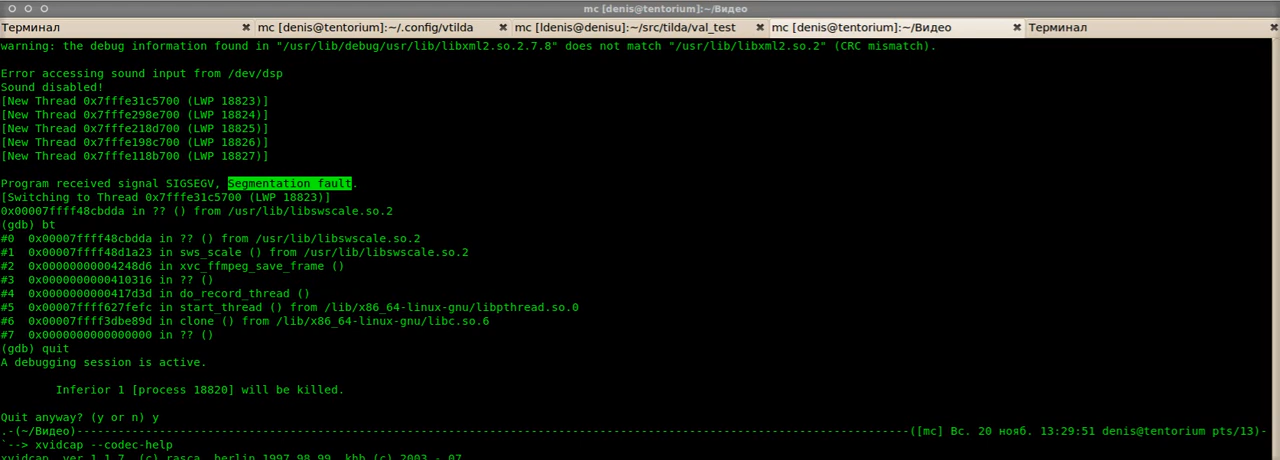 mc [denis@tentorium]:~/Видео
Терминал mc [denis@tentorium]:~/.config/vtilda mc [denis@denisu]:~/src/tilda/val_test mc [denis@tentorium]:~/Видео Терминал
warning: the debug information found in "/usr/lib/debug/usr/lib/libxml2.so.2.7.8" does not match "/usr/lib/libxml2.so.2" (CRC mismatch).
Error accessing sound input from /dev/dsp
Sound disabled!
[New Thread 0x7fffe31c5700 (LWP 18823)]
[New Thread 0x7fffe298e700 (LWP 18824)]
[New Thread 0x7fffe218d700 (LWP 18825)]
[New Thread 0x7fffe198c700 (LWP 18826)]
[New Thread 0x7fffe118b700 (LWP 18827)]
Program received signal SIGSEGV, Segmentation fault.
[Switching to Thread 0x7fffe31c5700 (LWP 18823)]
0x00007ffff48cbdda in ?? () from /usr/lib/libswscale.so.2
(gdb) bt
#0  0x00007ffff48cbdda in ?? () from /usr/lib/libswscale.so.2
#1  0x00007ffff48d1a23 in sws_scale () from /usr/lib/libswscale.so.2
#2  0x00000000004248d6 in xvc_ffmpeg_save_frame ()
#3  0x0000000000410316 in ?? ()
#4  0x0000000000417d3d in do_record_thread ()
#5  0x00007ffff627fefc in start_thread () from /lib/x86_64-linux-gnu/libpthread.so.0
#6  0x00007ffff3dbe89d in clone () from /lib/x86_64-linux-gnu/libc.so.6
#7  0x0000000000000000 in ?? ()
(gdb) quit
A debugging session is active.
Inferior 1 [process 18820] will be killed.
Quit anyway? (y or n) y
.-(~/Видео)--------------------------------------------------------------------------------------------------------------------------([mc] Вс. 20 нояб. 13:29:51 denis@tentorium pts/13)-
`--> xvidcap --codec-help
xvidcap, ver 1.1.7, (c) rasca, berlin 1997,98,99, khb (c) 2003 - 07